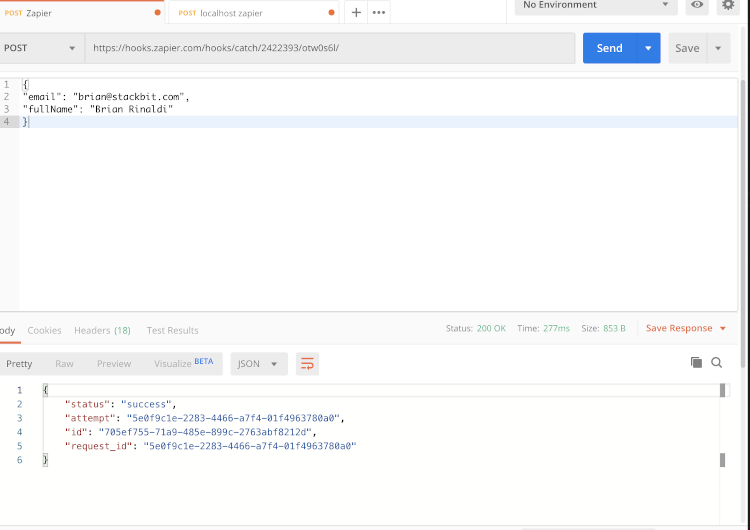 POST Zapier POST localhost zapier + ••• No Environment
POST https://hooks.zapier.com/hooks/catch/2422393/otw0s6l/ Send Save
1 {
2 "email": "brian@stackbit.com",
3 "fullName": "Brian Rinaldi"
4 }
ody Cookies Headers (18) Test Results Status: 200 OK Time: 277ms Size: 853 B Save Response
Pretty Raw Preview Visualize BETA JSON
1 {
2 "status": "success",
3 "attempt": "5e0f9c1e-2283-4466-a7f4-01f4963780a0",
4 "id": "705ef755-71a9-485e-899c-2763abf8212d",
5 "request_id": "5e0f9c1e-2283-4466-a7f4-01f4963780a0"
6 }